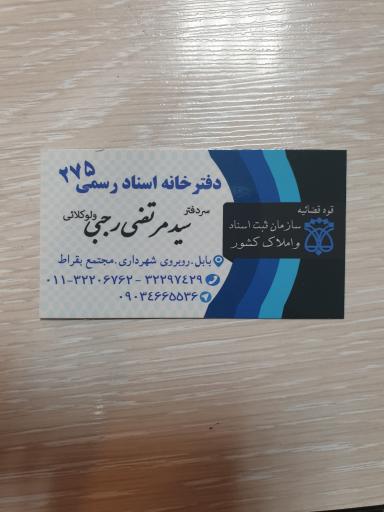 دفترخانه اسناد رسمی ۲۷۵
سردفتر سید مرتضی رجبی ولوکلائی
بابل.روبروی شهرداری.مجتمع بقراط
۰۱۱-۳۲۲۰۶۷۶۲ - ۳۲۲۹۷۴۲۹
۰۹۰۳۴۶۶۵۵۳۶
قوه قضائیه
سازمان ثبت اسناد
و املاک کشور